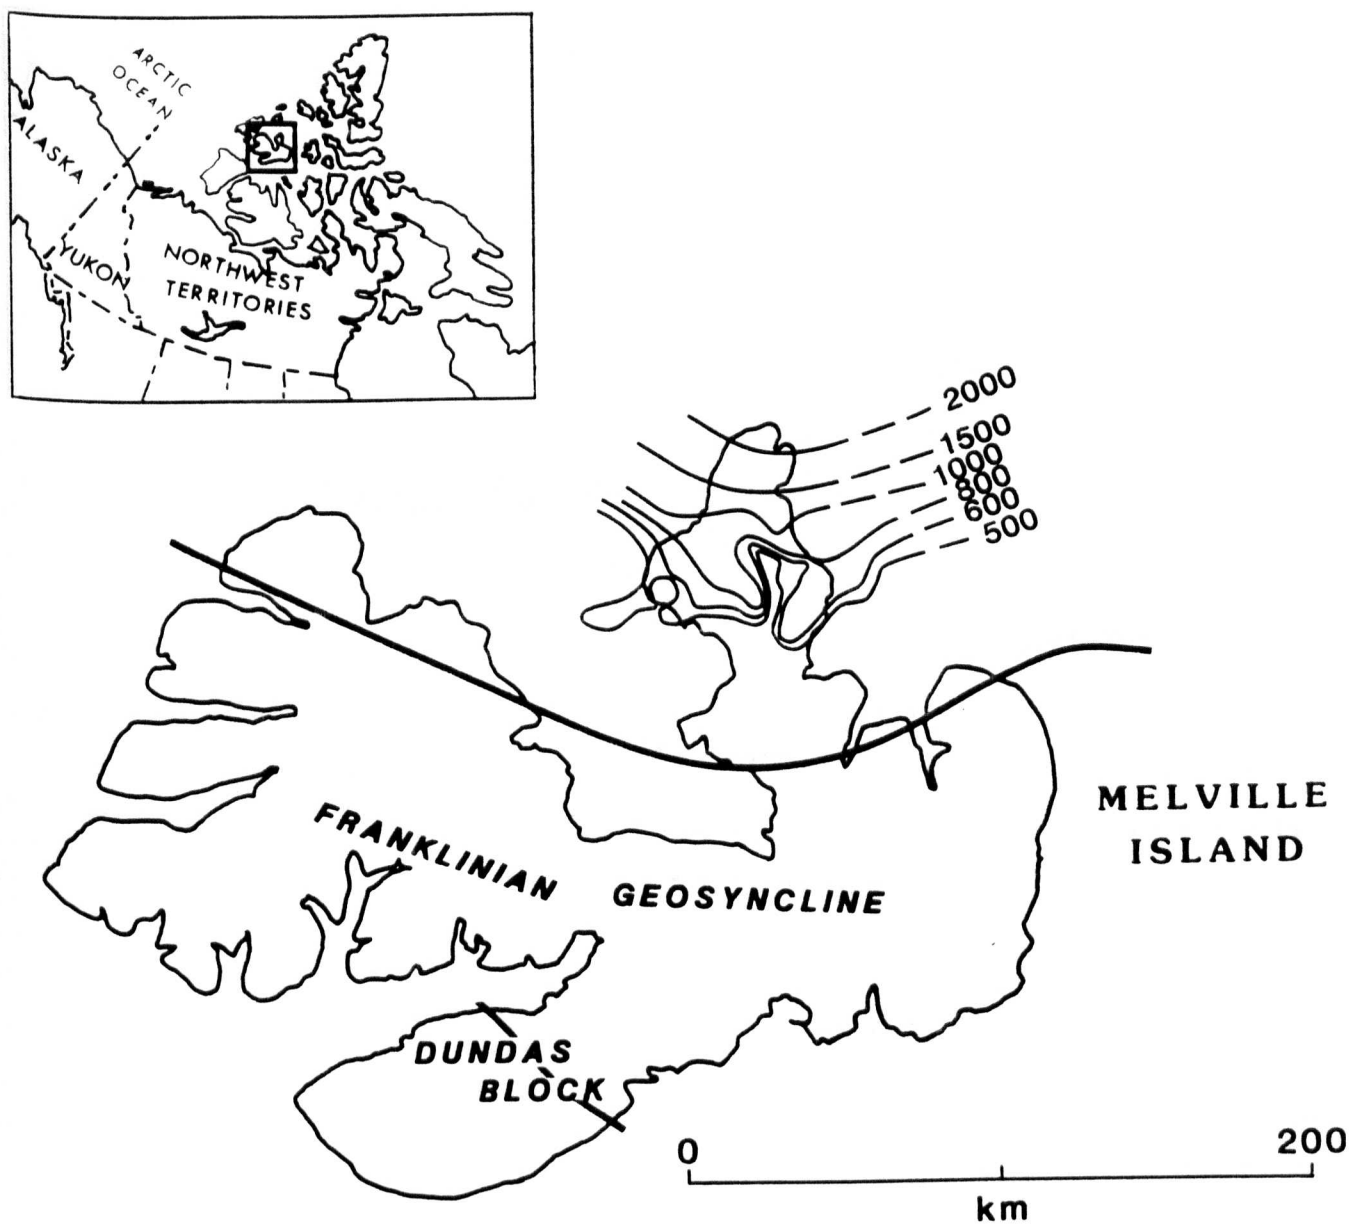 ARCTIC
OCEAN
ALASKA
YUKON
NORTHWEST
TERRITORIES
2000
1500
1000
800
600
500
MELVILLE
ISLAND
FRANKLINIAN GEOSYNCLINE
DUNDAS
BLOCK
0 200
km